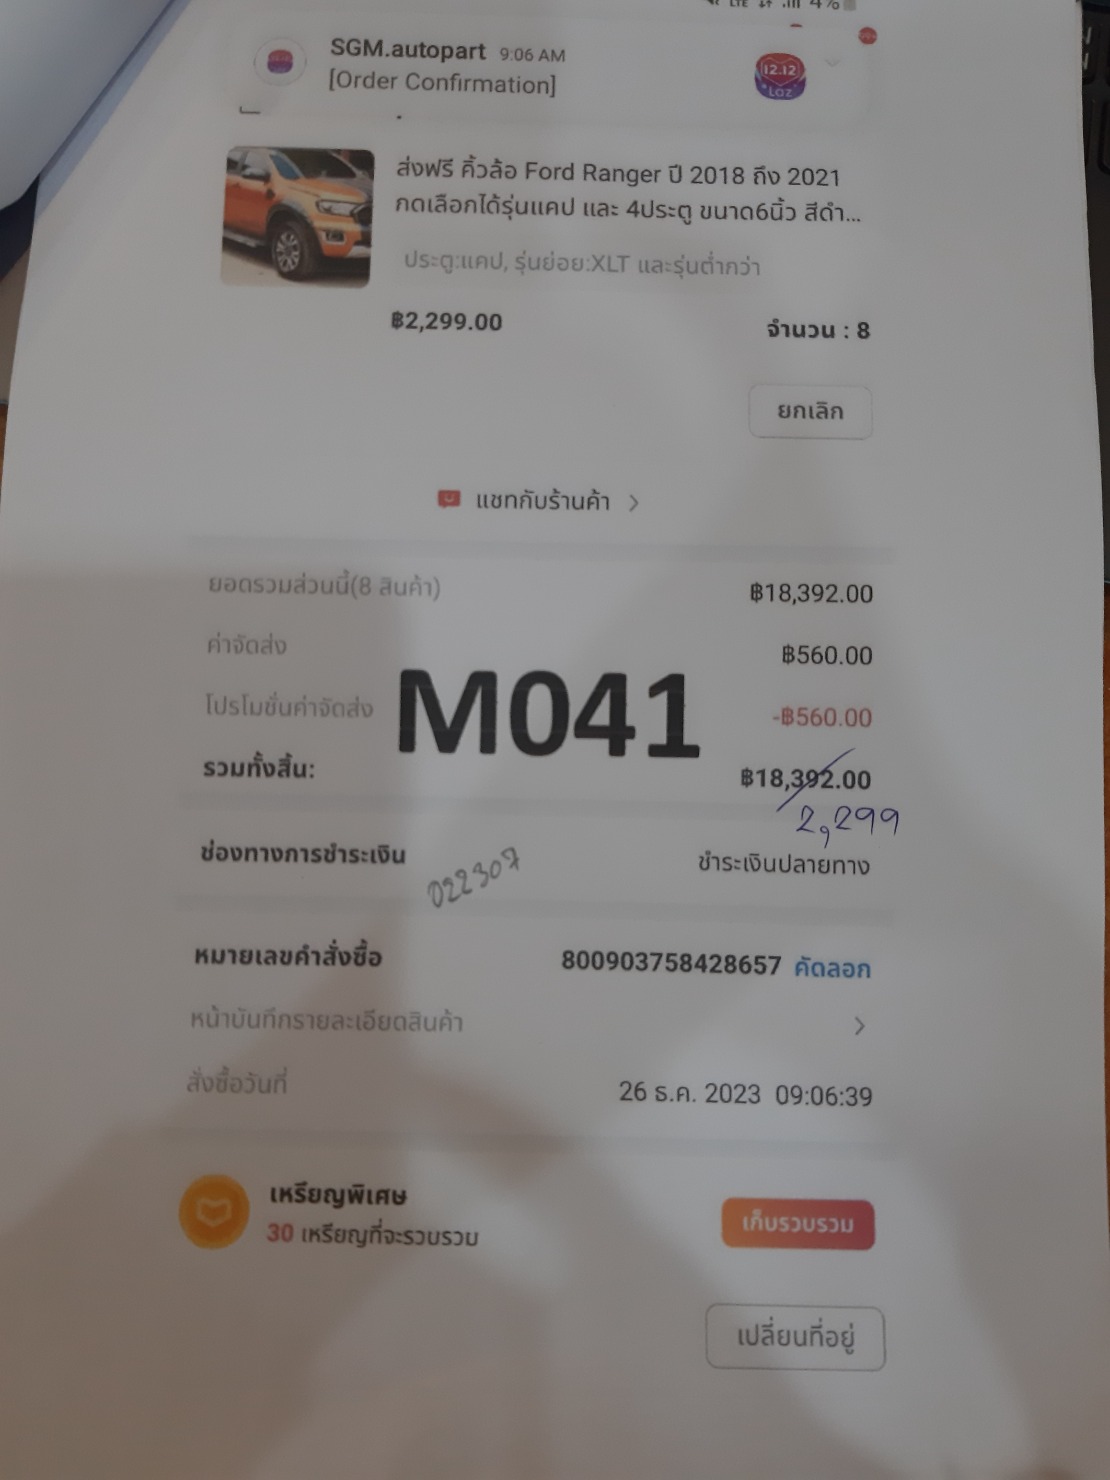 LTE 4%
SGM.autopart 9:06 AM
[Order Confirmation]
12.12
Laz
ส่งฟรี คิ้วล้อ Ford Ranger ปี 2018 ถึง 2021
กดเลือกได้รุ่นแคป และ 4ประตู ขนาด6นิ้ว สีดำ...
ประตู:แคป, รุ่นย่อย:XLT และรุ่นต่ำกว่า
฿2,299.00 จำนวน : 8
ยกเลิก
แชทกับร้านค้า >
ยอดรวมส่วนนี้(8 สินค้า) ฿18,392.00
ค่าจัดส่ง ฿560.00
โปรโมชั่นค่าจัดส่ง -฿560.00
M041
รวมทั้งสิ้น: ฿18,392.00
2,299
ช่องทางการชำระเงิน ชำระเงินปลายทาง
022307
หมายเลขคำสั่งซื้อ 800903758428657 คัดลอก
หน้าบันทึกรายละเอียดสินค้า >
สั่งซื้อวันที่ 26 ธ.ค. 2023 09:06:39
เหรียญพิเศษ
30 เหรียญที่จะรวบรวม เก็บรวบรวม
เปลี่ยนที่อยู่